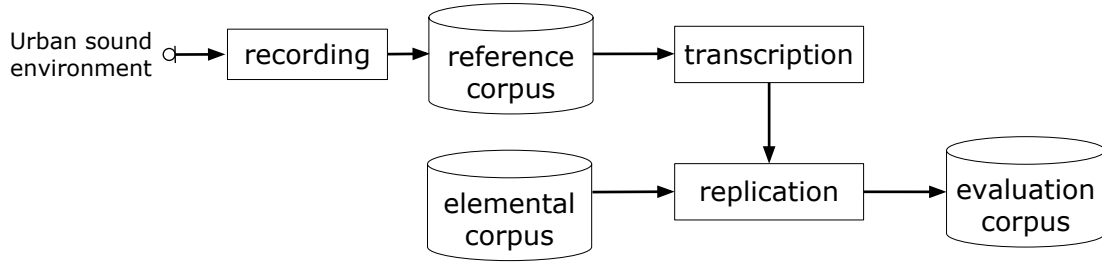 Urban sound
environment
recording
reference
corpus
transcription
elemental
corpus
replication
evaluation
corpus